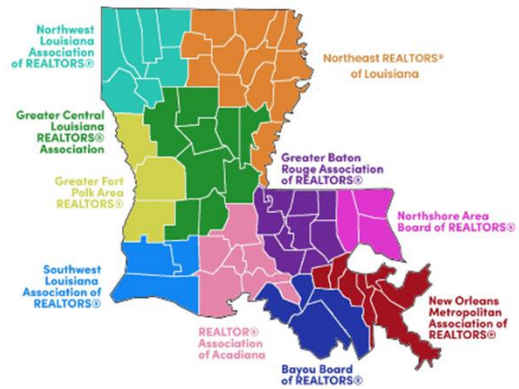 Northwest
Louisiana
Association
of REALTORS®
Northeast REALTORS®
of Louisiana
Greater Central
Louisiana
REALTORS®
Association
Greater Baton
Rouge Association
of REALTORS®
Greater Fort
Polk Area
REALTORS®
Northshore Area
Board of REALTORS®
Southwest
Louisiana
Association of
REALTORS®
New Orleans
Metropolitan
Association of
REALTORS®
REALTOR®
Association
of Acadiana
Bayou Board
of REALTORS®